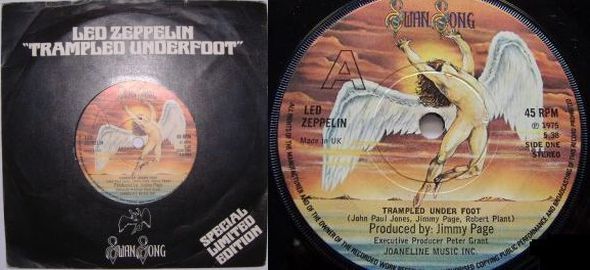 LED ZEPPELIN
"TRAMPLED UNDERFOOT"
SWAN SONG
SPECIAL
LIMITED
EDITION
SWAN SONG
A
LED
ZEPPELIN
Made in UK
45 RPM
℗ 1975
5.38
SIDE ONE
STEREO
TRAMPLED UNDER FOOT
(John Paul Jones, Jimmy Page, Robert Plant)
Produced by: Jimmy Page
Executive Producer Peter Grant
JOANELINE MUSIC INC.